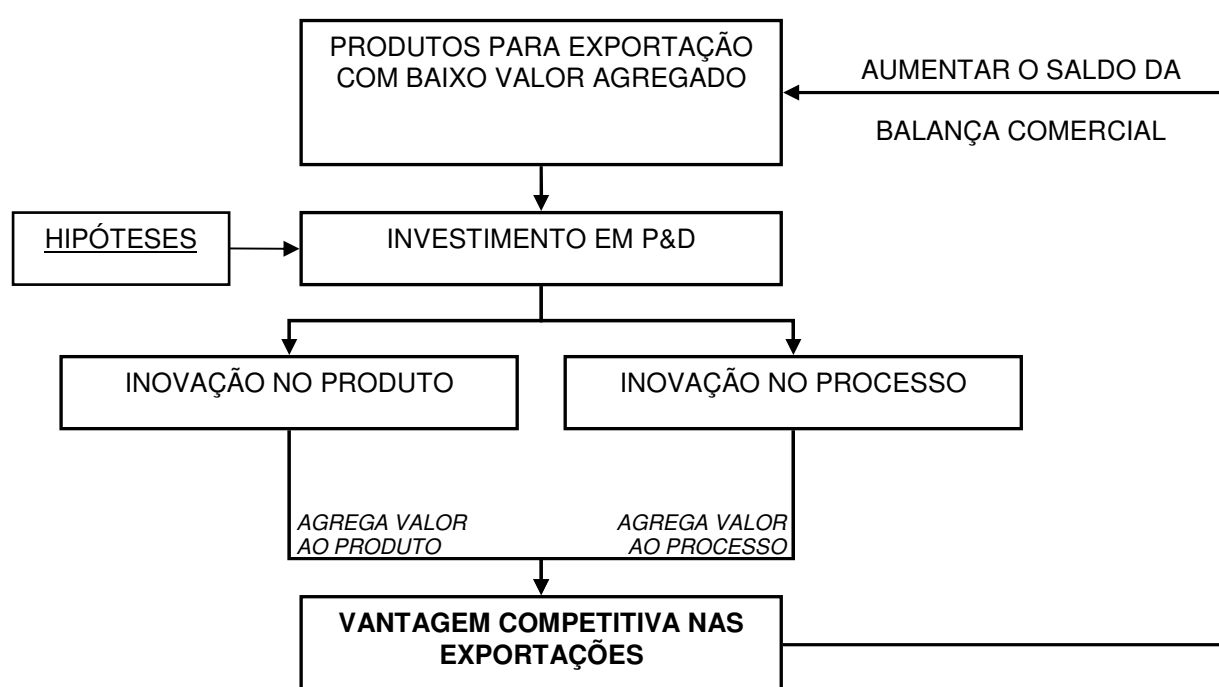 PRODUTOS PARA EXPORTAÇÃO
COM BAIXO VALOR AGREGADO
AUMENTAR O SALDO DA
BALANÇA COMERCIAL
HIPÓTESES
INVESTIMENTO EM P&D
INOVAÇÃO NO PRODUTO
INOVAÇÃO NO PROCESSO
AGREGA VALOR
AO PRODUTO
AGREGA VALOR
AO PROCESSO
VANTAGEM COMPETITIVA NAS
EXPORTAÇÕES